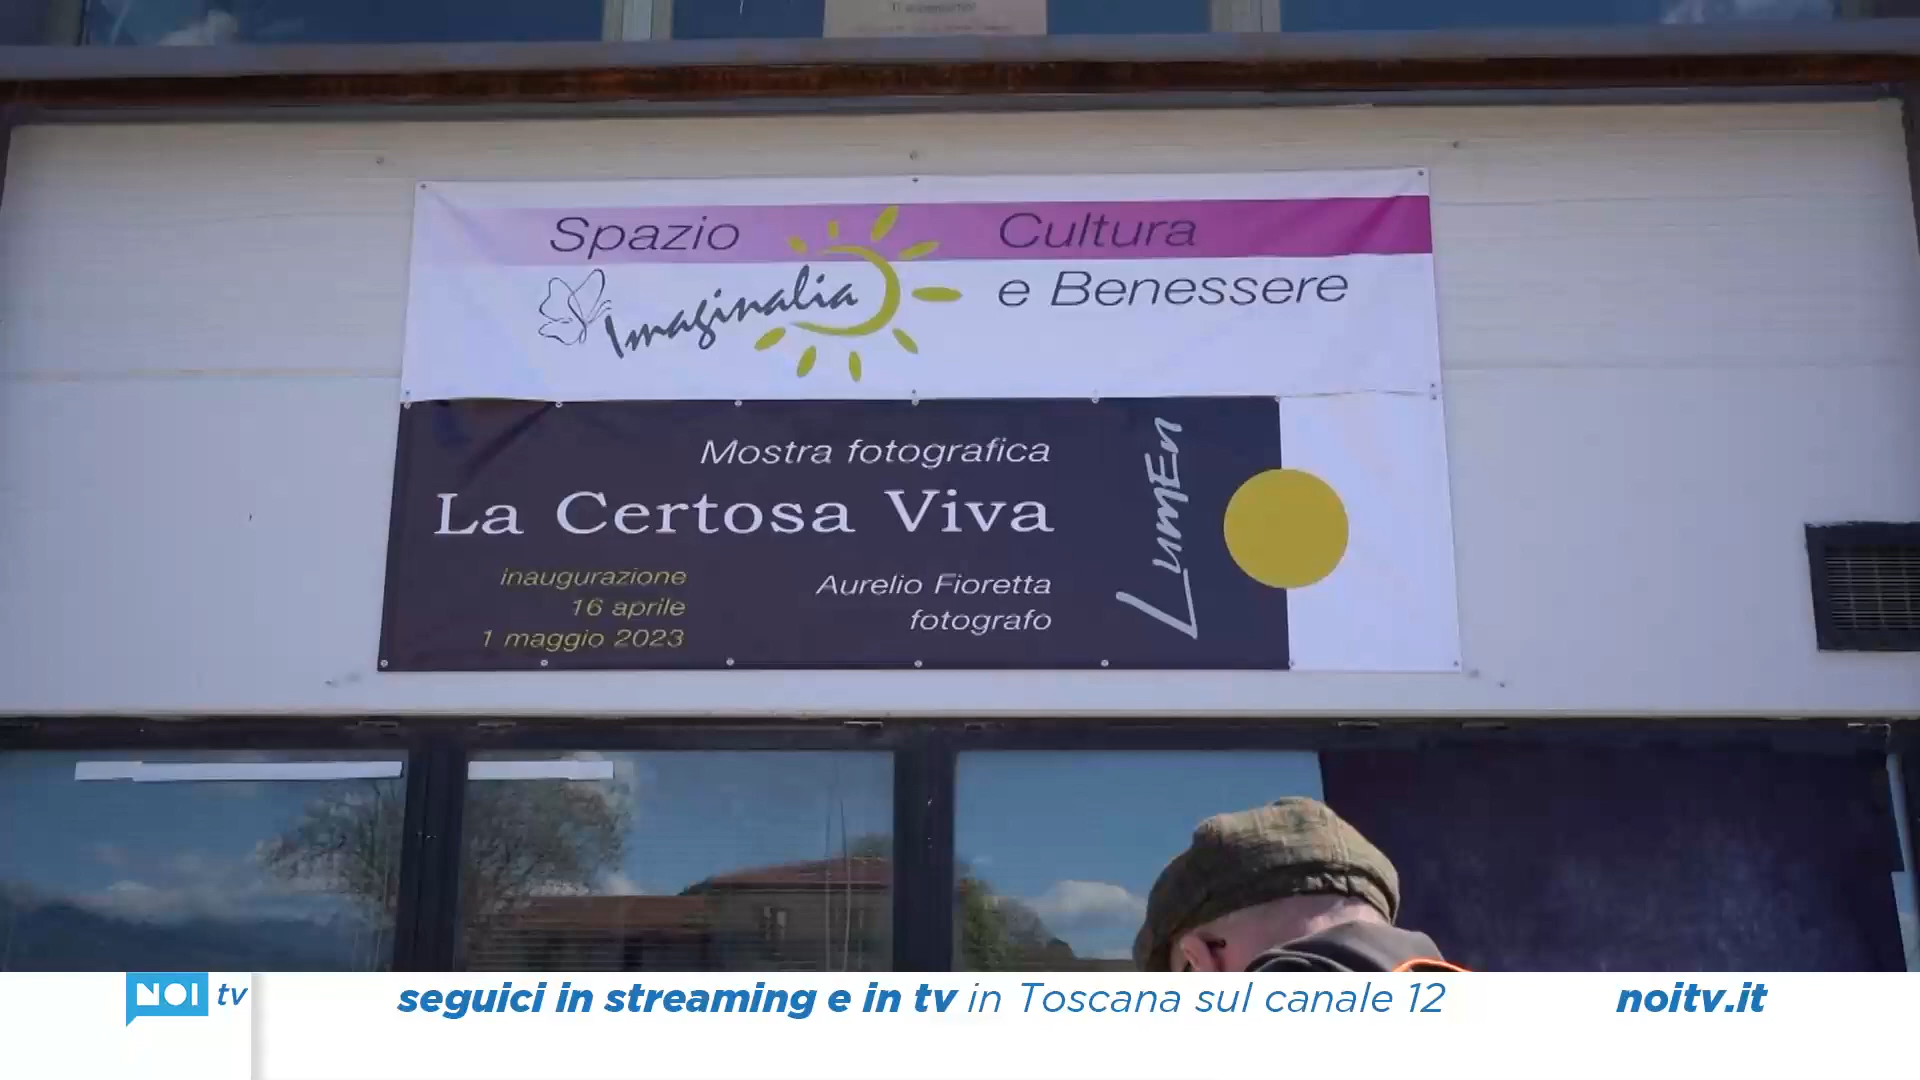 Spazio
Imaginalia
Cultura
e Benessere
Mostra fotografica
La Certosa Viva
inaugurazione
16 aprile
1 maggio 2023
Aurelio Fioretta
fotografo
LumEn
NOI tv
seguici in streaming e in tv in Toscana sul canale 12
noitv.it